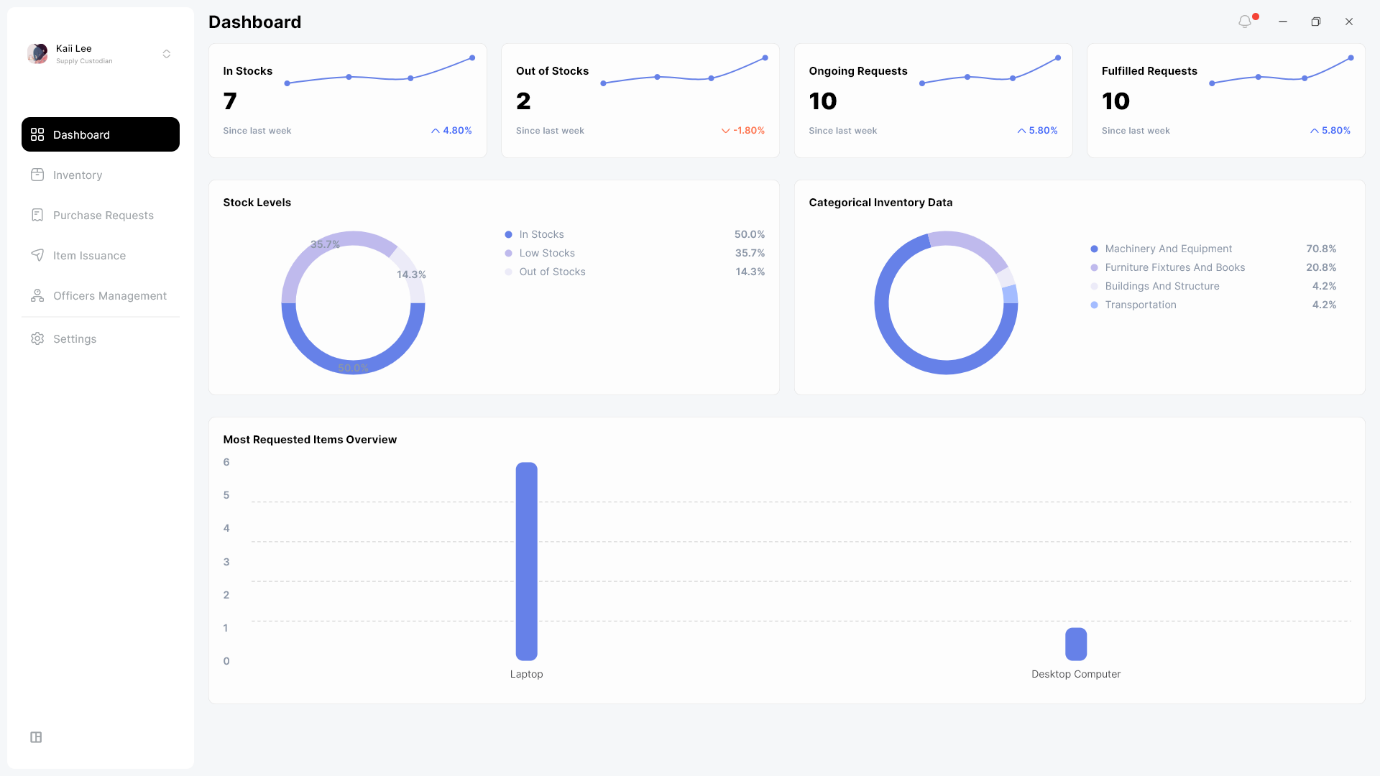 Dashboard
Kaii Lee
Supply Custodian
Dashboard
Inventory
Purchase Requests
Item Issuance
Officers Management
Settings
In Stocks
7
Since last week
4.80%
Out of Stocks
2
Since last week
-1.80%
Ongoing Requests
10
Since last week
5.80%
Fulfilled Requests
10
Since last week
5.80%
Stock Levels
35.7%
14.3%
50.0%
In Stocks 50.0%
Low Stocks 35.7%
Out of Stocks 14.3%
Categorical Inventory Data
Machinery And Equipment 70.8%
Furniture Fixtures And Books 20.8%
Buildings And Structure 4.2%
Transportation 4.2%
Most Requested Items Overview
6
5
4
3
2
1
0
Laptop
Desktop Computer